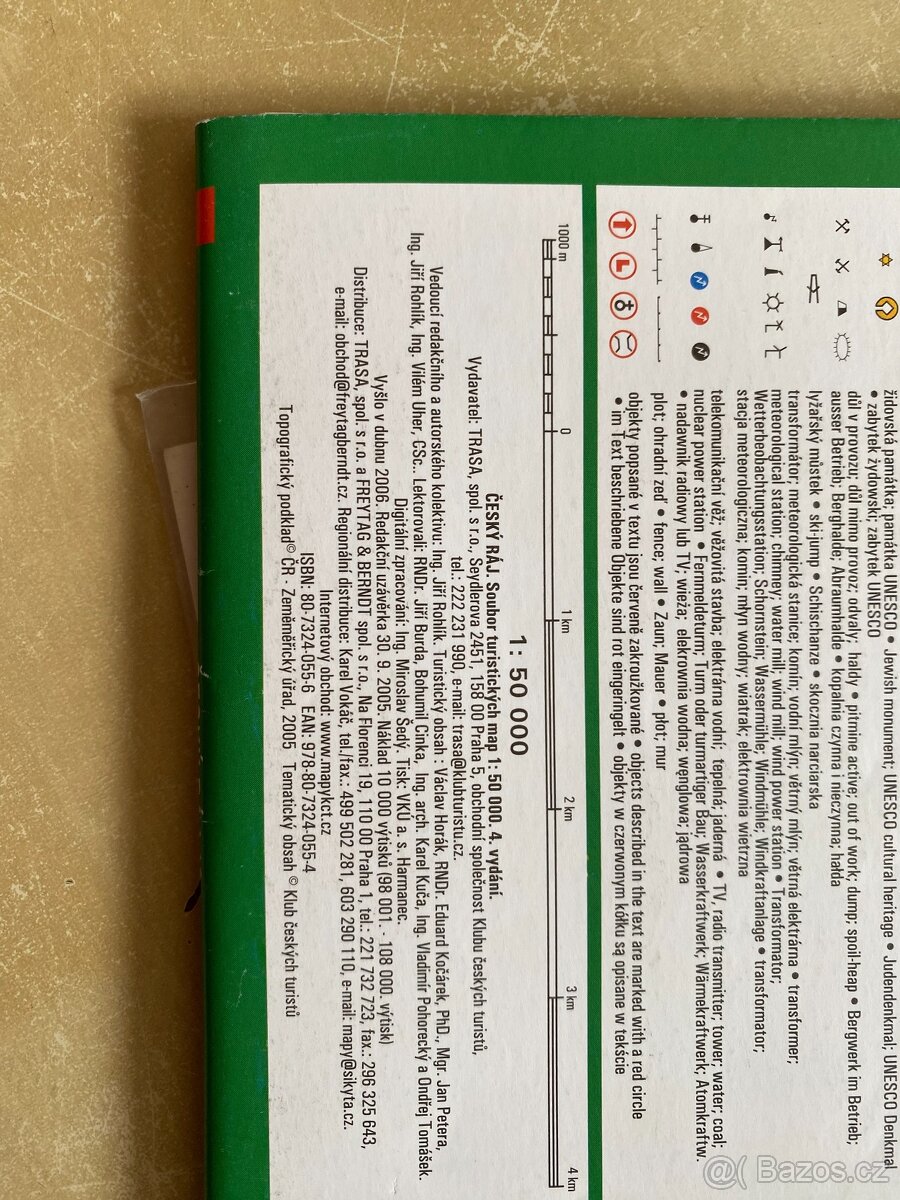 židovská památka; památka UNESCO • Jewish monument; UNESCO cultural heritage • Judendenkmal; UNESCO Denkmal
• zabytek żydowski; zabytek UNESCO
důl v provozu; důl mimo provoz; odvaly; haldy • pitmine active; out of work; dump; spoil-heap • Bergwerk im Betrieb;
ausser Betrieb; Berghalde; Abraumhalde • kopalnia czynna i nieczynna; hałda
lyžařský můstek • ski-jump • Schisschanze • skocznia narciarska
transformátor; meteorologická stanice; komín; vodní mlýn; větrný mlýn; větrná elektrárna • transformer;
meteorological station; chimney; water mill; wind mill; wind power station • Transformator;
Wetterbeobachtungsstation; Schornstein; Wassermühle; Windmühle; Windkraftanlage • transformator;
stacja meteorologiczna; komin; młyn wodny; wiatrak; elektrownia wietrzna
telekomunikační věž; věžovitá stavba; elektrárna vodní; tepelná; jaderná • TV, radio transmitter; tower; water; coal;
nuclear power station • Fernmeldeturm; Turm oder turmartiger Bau; Wasserkraftwerk; Wärmekraftwerk; Atomkraftw.
• nadawnik radiowy lub TV; wieża; elekrownia wodna; węnglowa; jądrowa
plot; ohradní zeď • fence; wall • Zaun; Mauer • płot; mur
objekty popsané v textu jsou červeně zakroužkované • objects described in the text are marked with a red circle
• im Text beschriebene Objekte sind rot eingeringelt • objekty w czerwonym kółku są opisane w tekście
1000 m 0 1 km 2 km 3 km 4 km
1 : 50 000
ČESKÝ RÁJ. Soubor turistických map 1: 50 000. 4. vydání.
Vydavatel: TRASA, spol. s r.o., Seydlerova 2451, 158 00 Praha 5, obchodní společnost Klubu českých turistů,
tel.: 222 231 990, e-mail: trasa@klubturistu.cz.
Vedoucí redakčního a autorského kolektivu: Ing. Jiří Rohlík. Turistický obsah : Václav Horák, RNDr. Eduard Kočárek, PhD., Mgr. Jan Petera,
Ing. Jiří Rohlík, Ing. Vilém Uher, CSc.. Lektorovali: RNDr. Jiří Burda, Bohumil Cinka, Ing. arch. Karel Kuča, Ing. Vladimír Pohorecký a Ondřej Tomášek.
Digitální zpracování: Ing. Miroslav Šedý. Tisk: VKÚ a. s. Harmanec.
Vyšlo v dubnu 2006. Redakční uzávěrka 30. 9. 2005. Náklad 10 000 výtisků (98 001. - 108 000. výtisk)
Distribuce: TRASA, spol. s r.o. a FREYTAG & BERNDT spol. s r.o., Na Florenci 19, 110 00 Praha 1, tel.: 221 732 723, fax.: 296 325 643,
e-mail: obchod@freytagberndt.cz. Regionální distribuce: Karel Vokáč, tel./fax.: 499 502 281, 603 290 110, e-mail: mapy@sikyta.cz.
Internetový obchod: www.mapykct.cz
ISBN: 80-7324-055-6 EAN: 978-80-7324-055-4
Topografický podklad© ČR - Zeměměřický úřad, 2005 Tematický obsah © Klub českých turistů
@( Bazos.cz